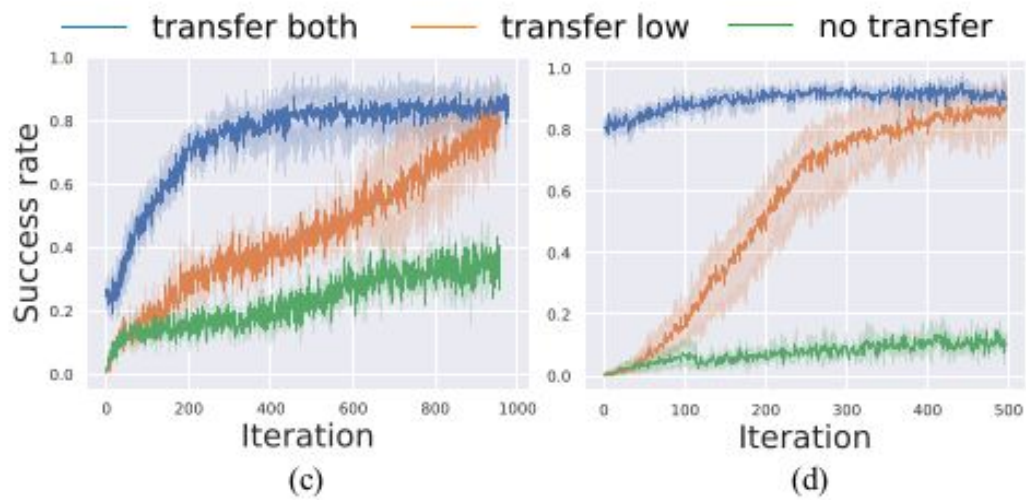 transfer both transfer low no transfer
1.0 1.0
0.8 0.8
0.6 0.6
Success rate
0.4 0.4
0.2 0.2
0.0 0.0
0 200 400 600 800 1000 0 100 200 300 400 500
Iteration Iteration
(c) (d)